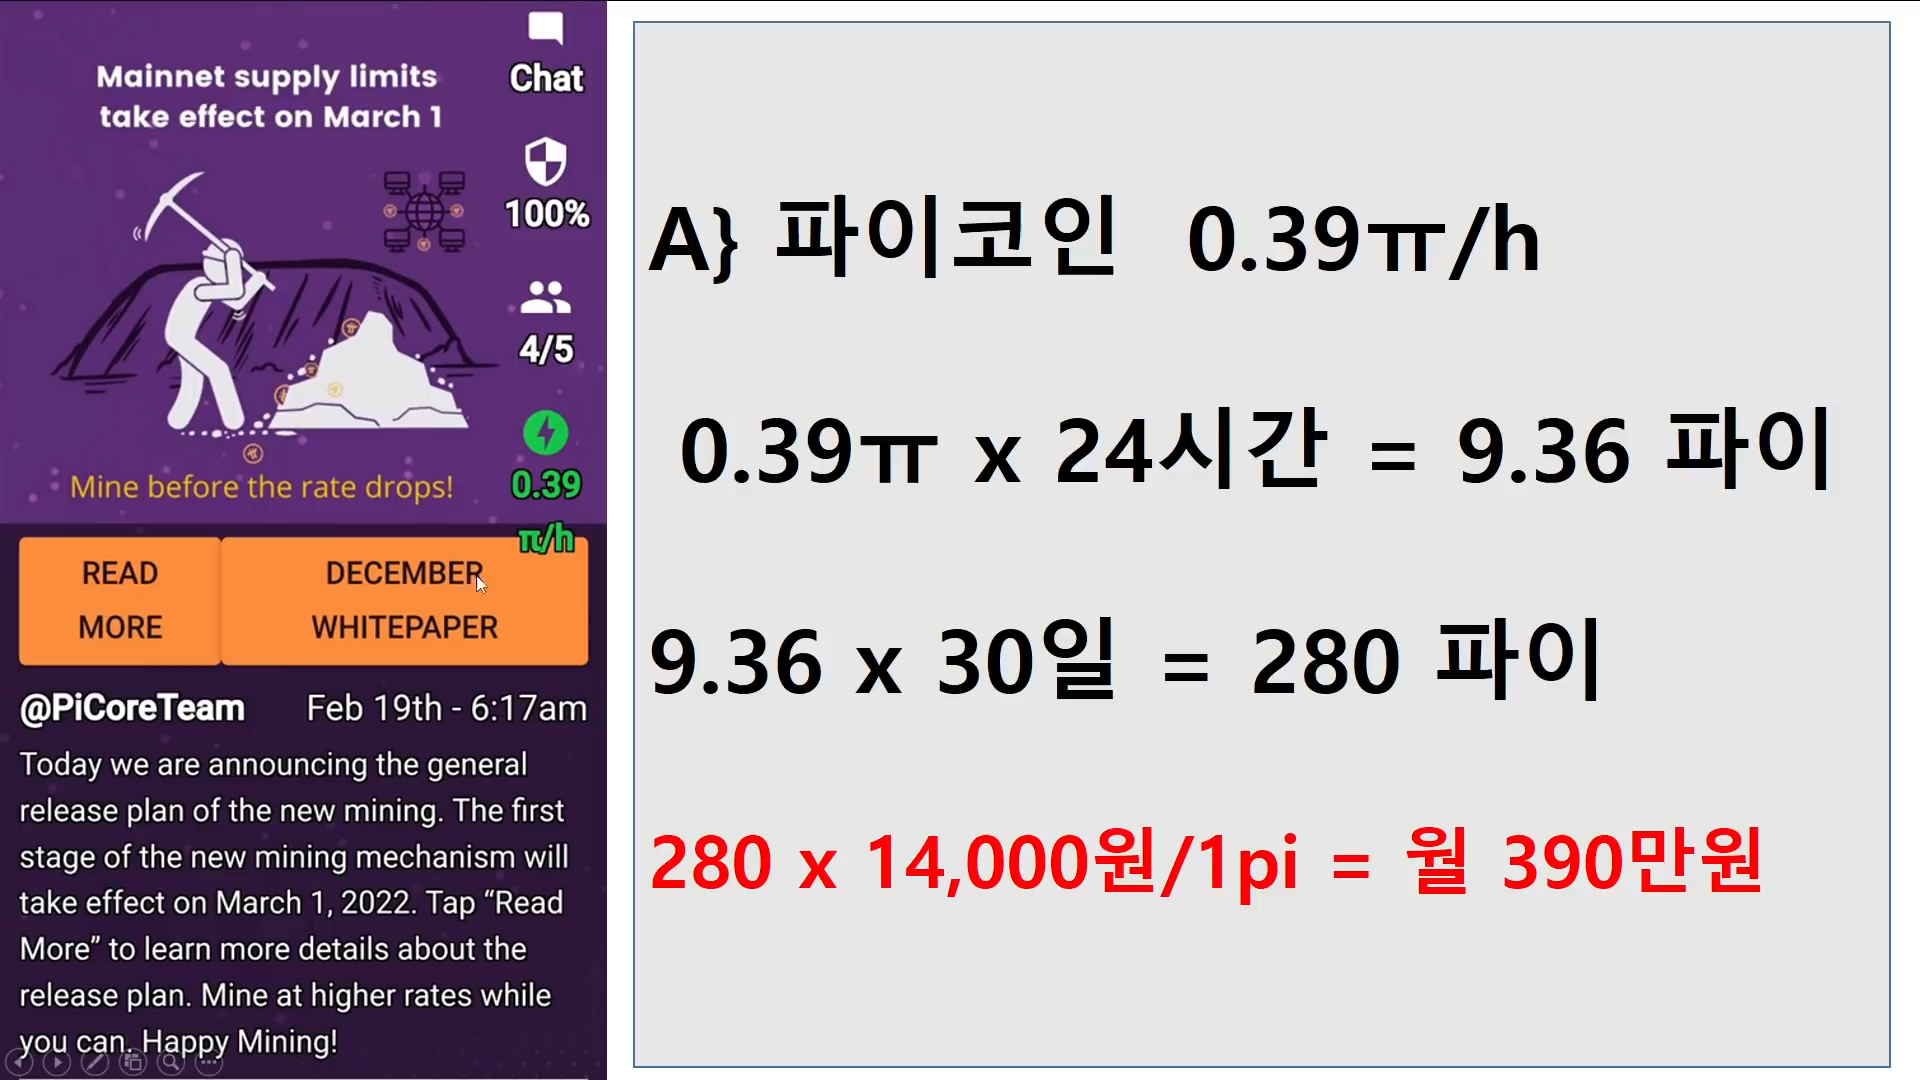 Mainnet supply limits
take effect on March 1
Chat
100%
4/5
Mine before the rate drops!
0.39
π/h
READ
MORE
DECEMBER
WHITEPAPER
@PiCoreTeam Feb 19th - 6:17am
Today we are announcing the general
release plan of the new mining. The first
stage of the new mining mechanism will
take effect on March 1, 2022. Tap “Read
More” to learn more details about the
release plan. Mine at higher rates while
you can. Happy Mining!
A} 파이코인 0.39ㅠ/h
0.39ㅠ x 24시간 = 9.36 파이
9.36 x 30일 = 280 파이
280 x 14,000원/1pi = 월 390만원